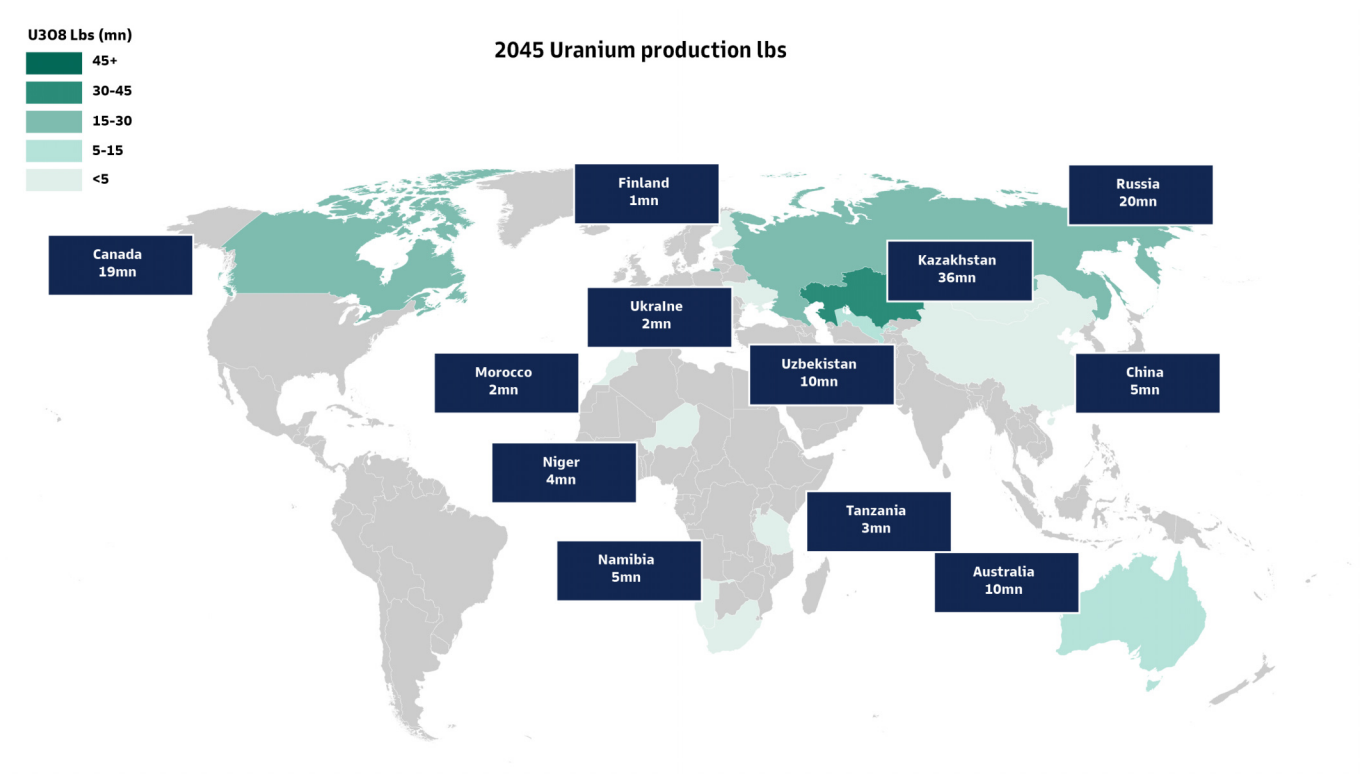 U3O8 Lbs (mn)
45+
30-45
15-30
5-15
<5
2045 Uranium production lbs
Finland
1mn
Russia
20mn
Canada
19mn
Kazakhstan
36mn
UkraIne
2mn
Morocco
2mn
Uzbekistan
10mn
China
5mn
Niger
4mn
Tanzania
3mn
Namibia
5mn
Australia
10mn